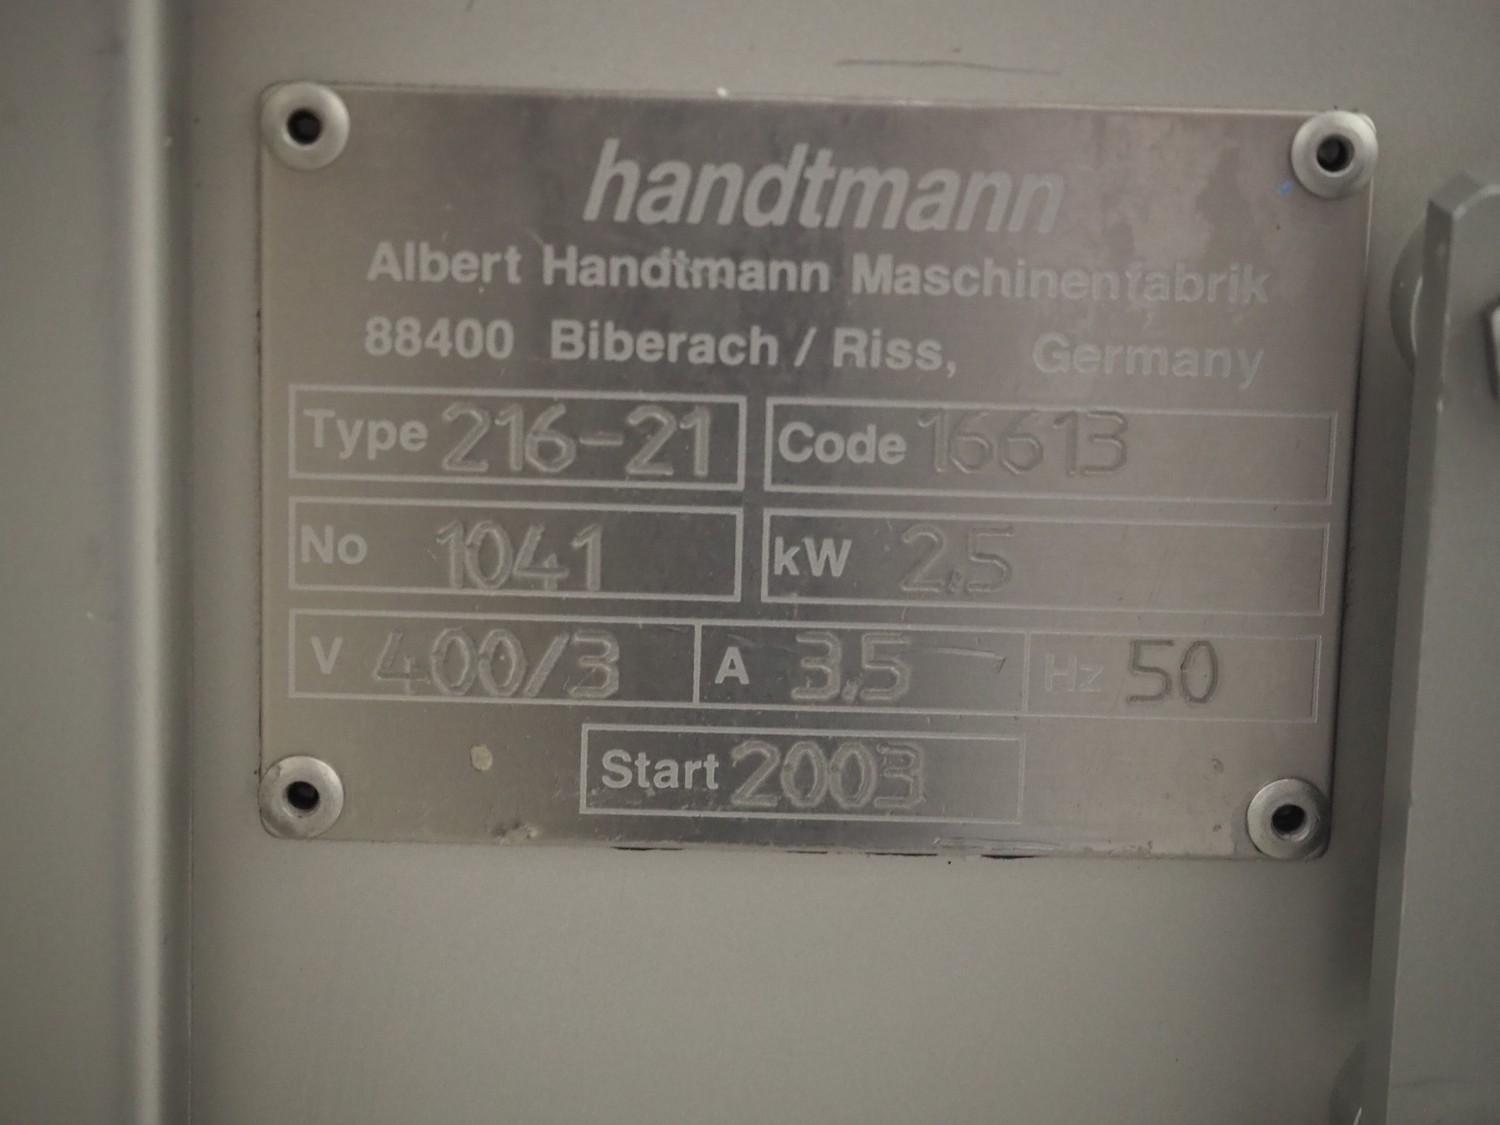 handtmann
Albert Handtmann Maschinenfabrik
88400 Biberach / Riss, Germany
Type 216-21 Code 16613
No 1041 kW 2.5
V 400/3 A 3.5 Hz 50
Start 2003